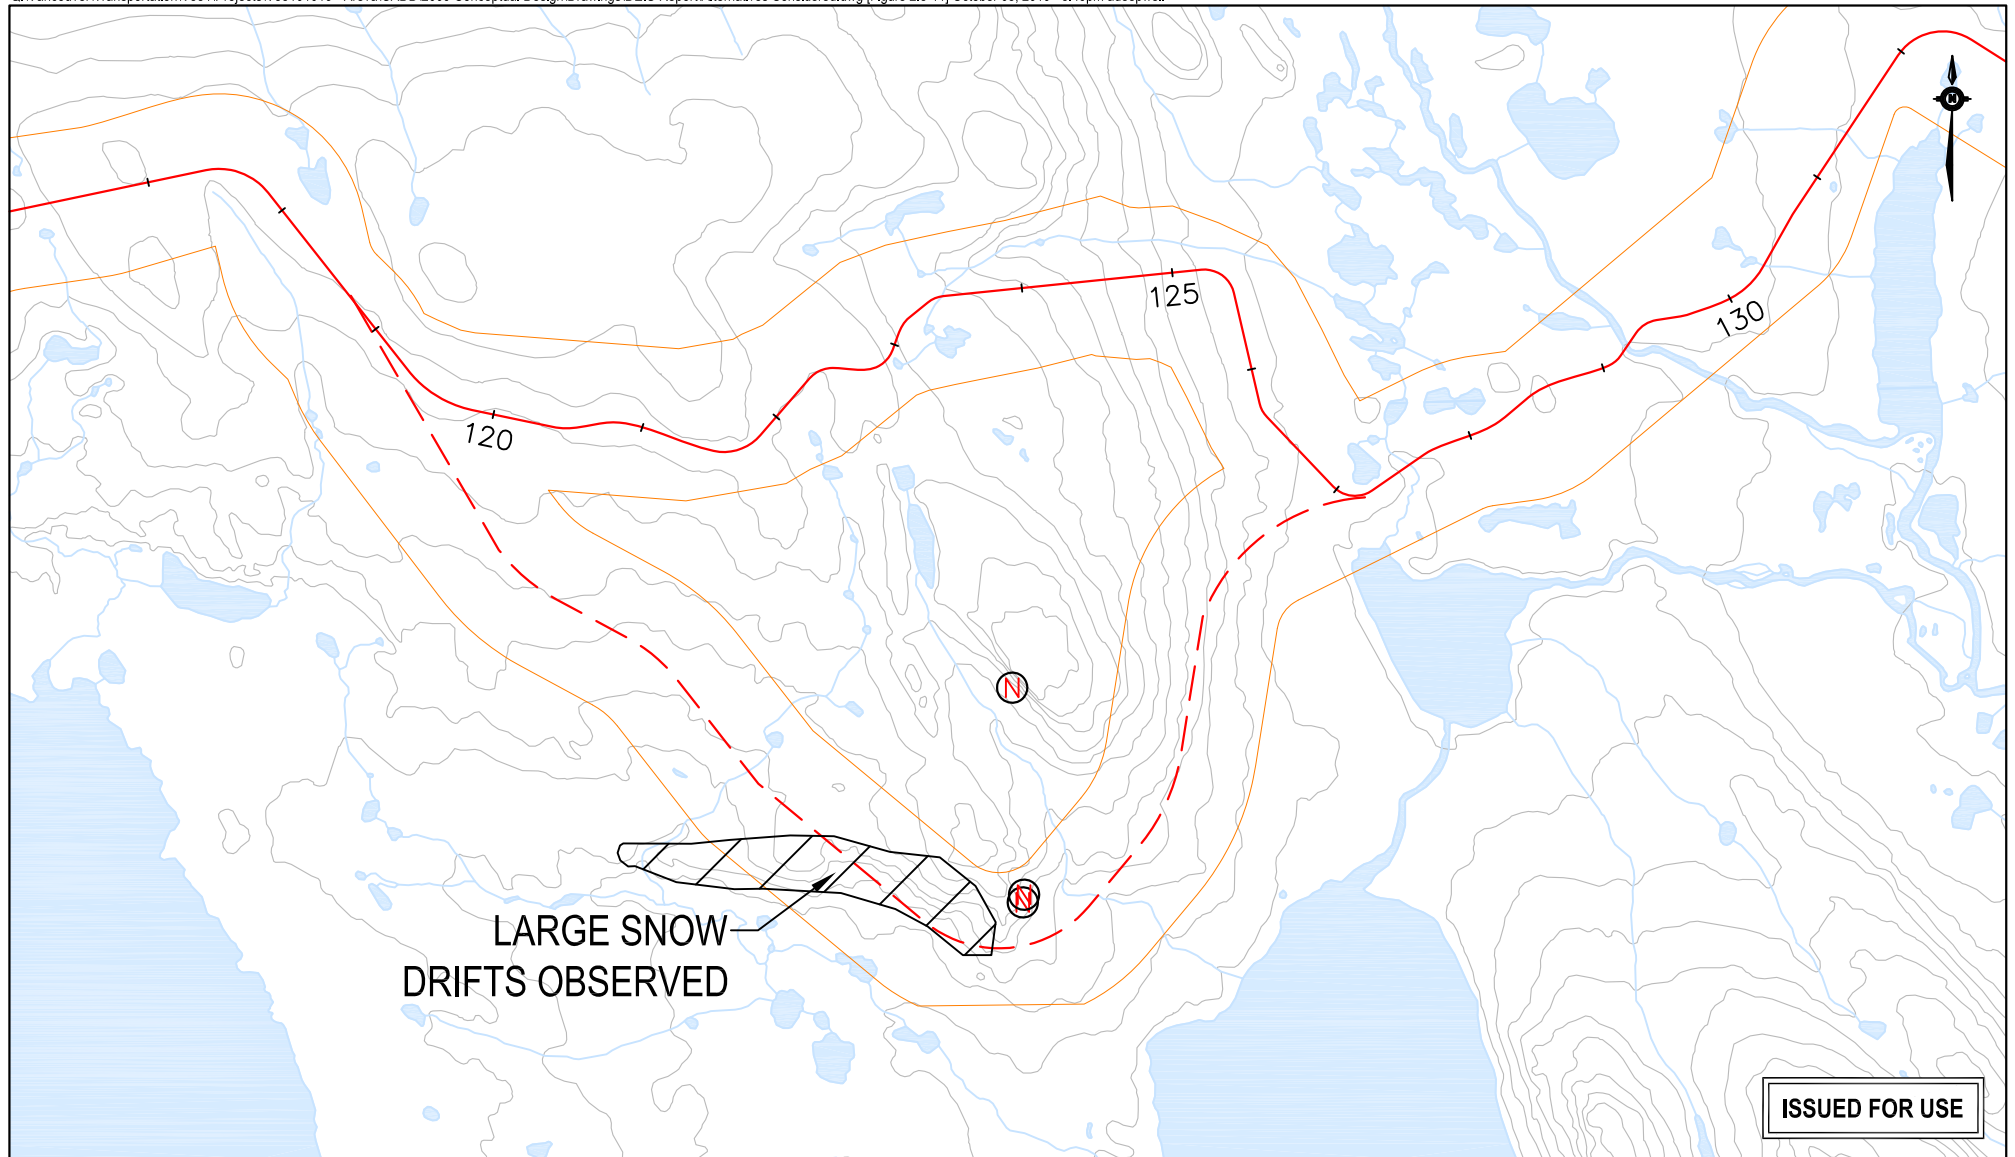 125
130
120
N
N
N
LARGE SNOW
DRIFTS OBSERVED
ISSUED FOR USE